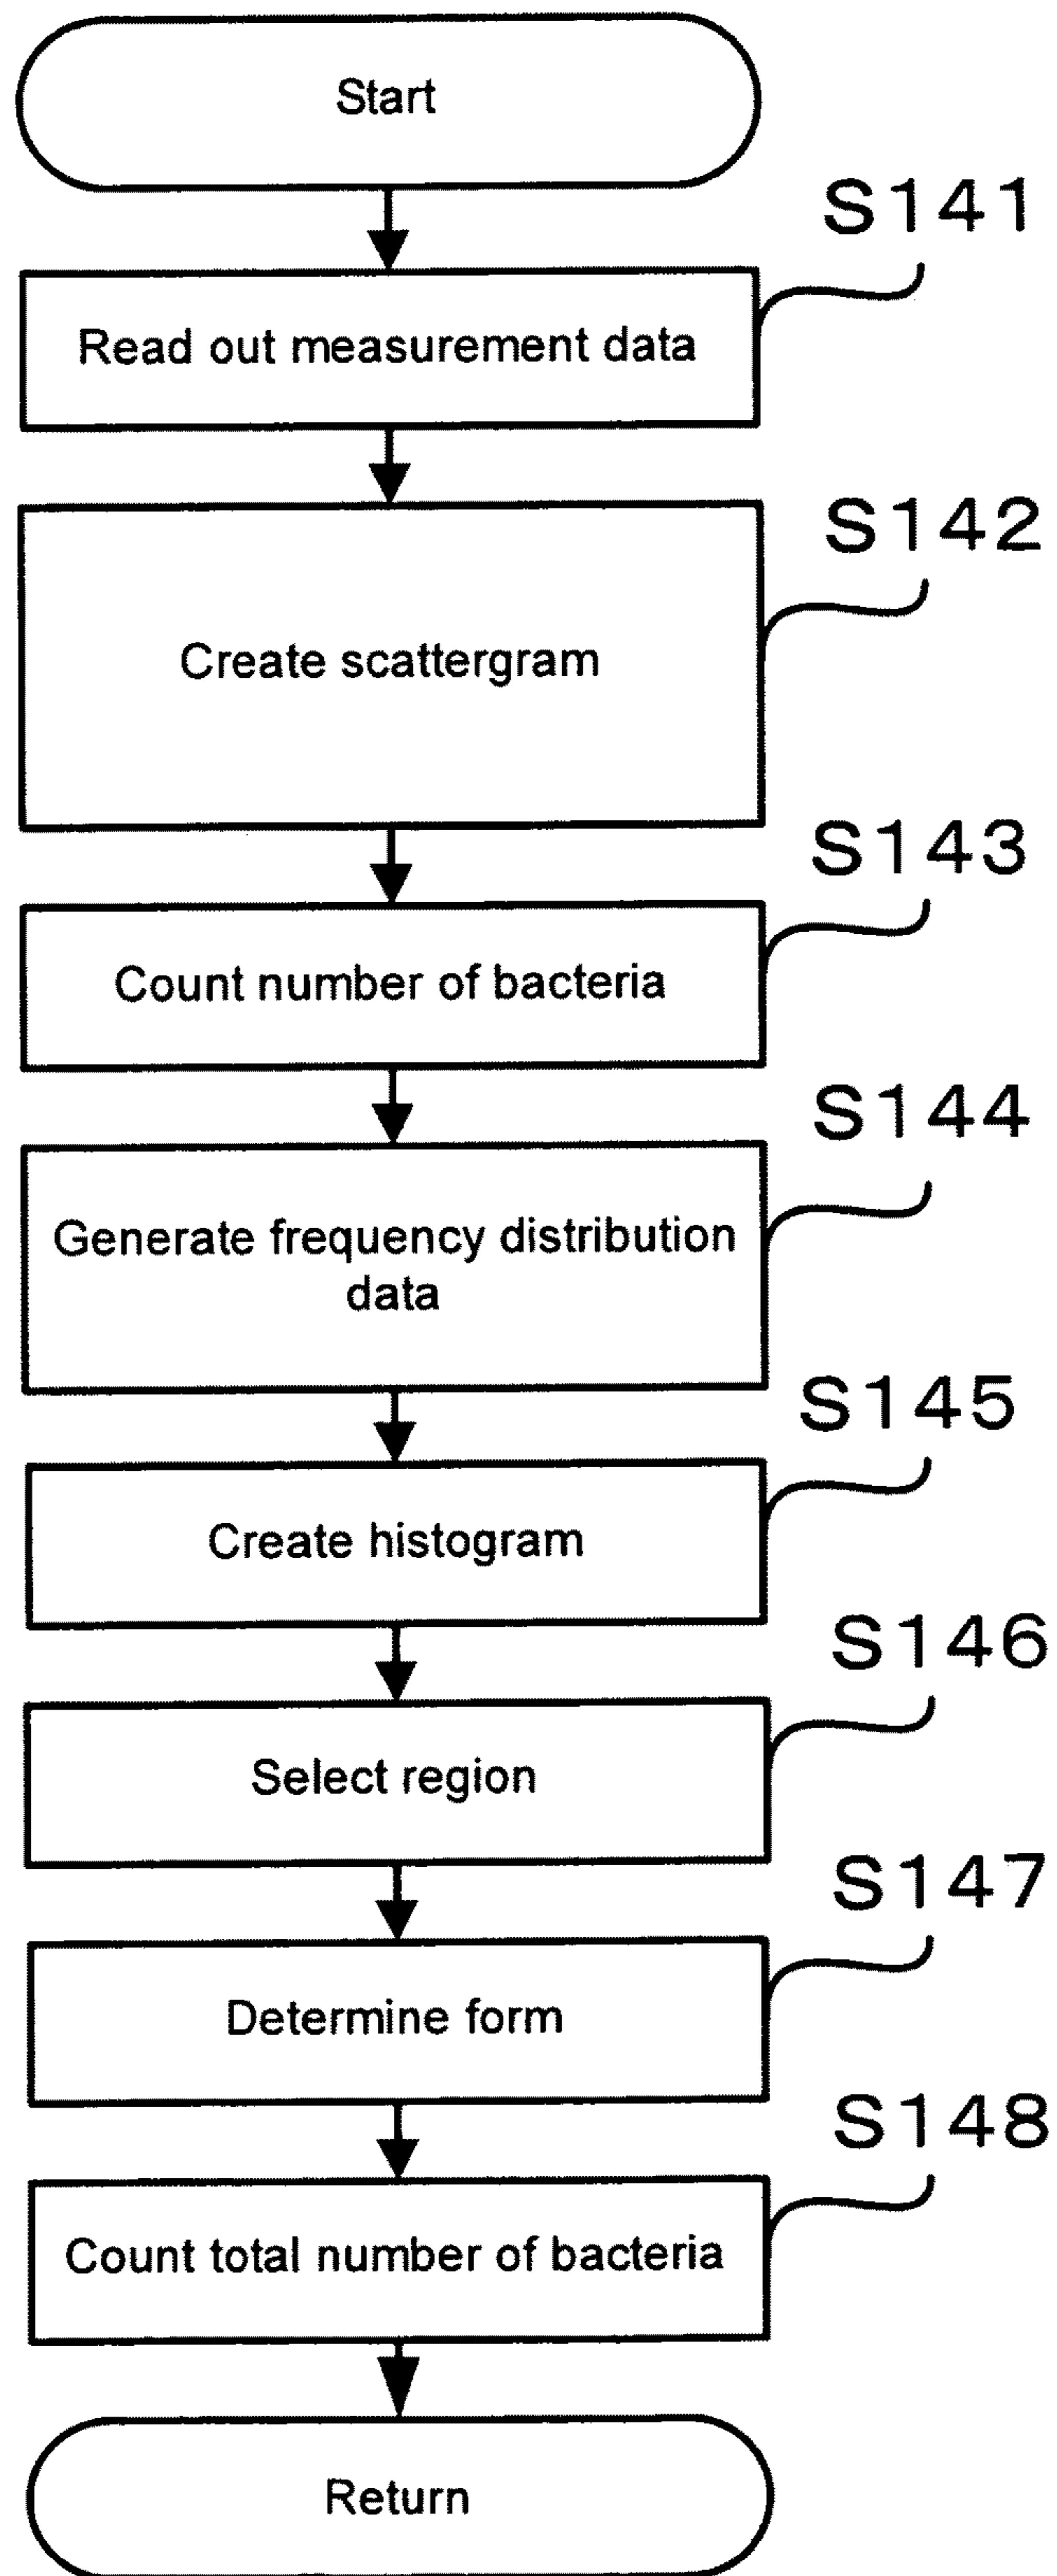 Start
S141
Read out measurement data
S142
Create scattergram
S143
Count number of bacteria
S144
Generate frequency distribution
data
S145
Create histogram
S146
Select region
S147
Determine form
S148
Count total number of bacteria
Return